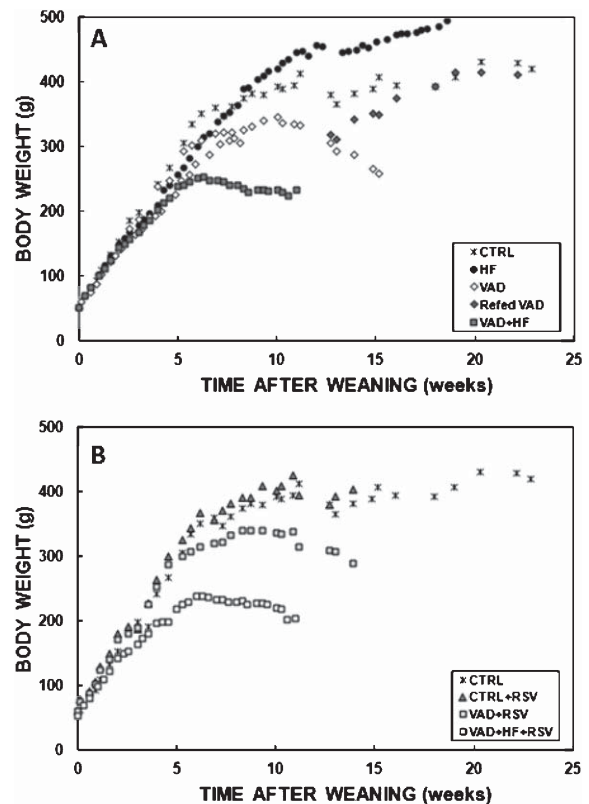 A
500
400
300
200
100
0
BODY WEIGHT (g)
CTRL
HF
VAD
Refed VAD
VAD+HF
0 5 10 15 20 25
TIME AFTER WEANING (weeks)
B
500
400
300
200
100
0
BODY WEIGHT (g)
CTRL
CTRL+RSV
VAD+RSV
VAD+HF+RSV
0 5 10 15 20 25
TIME AFTER WEANING (weeks)